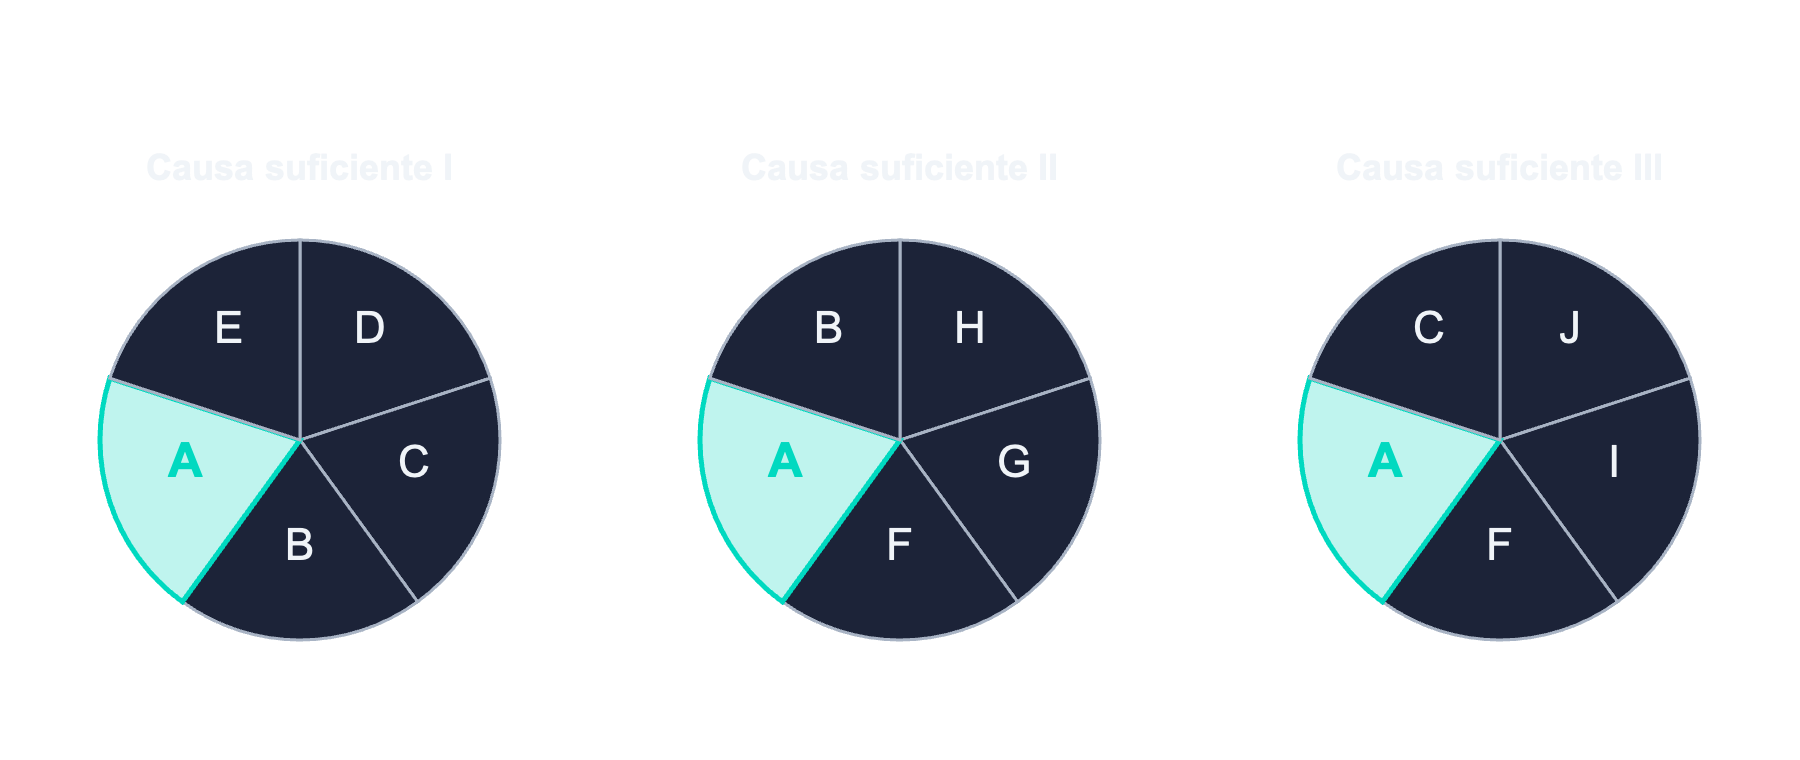 Causa suficiente I
Causa suficiente II
Causa suficiente III
E
D
A
C
B
B
H
A
G
F
C
J
A
I
F